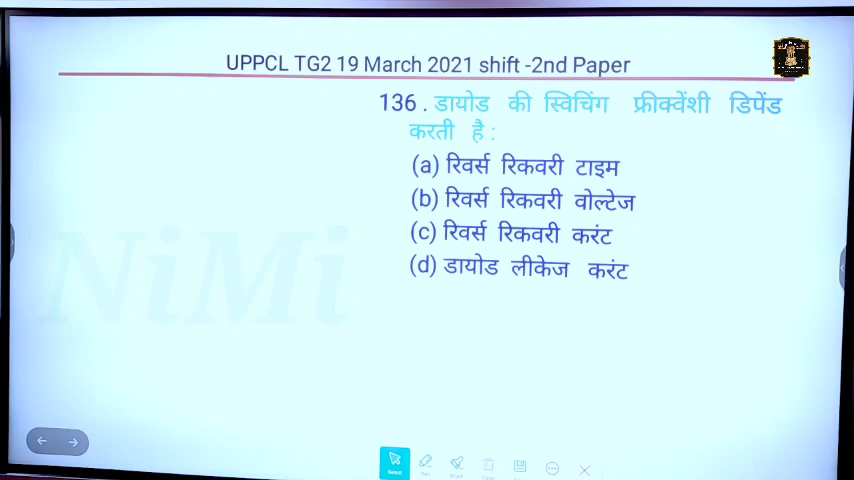 UPPCL TG2 19 March 2021 shift -2nd Paper
136 . डायोड की स्विचिंग फ्रीक्वेंशी डिपेंड
करती है :
(a) रिवर्स रिकवरी टाइम
(b) रिवर्स रिकवरी वोल्टेज
(c) रिवर्स रिकवरी करंट
(d) डायोड लीकेज करंट
NiMi
Select